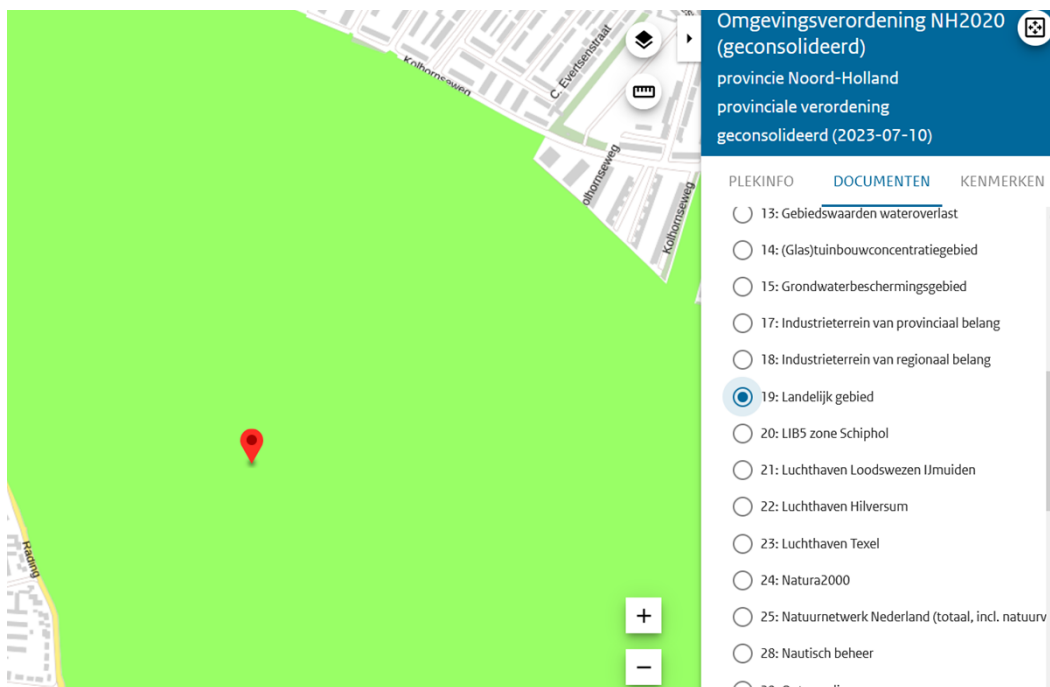 Omgevingsverordening NH2020
(geconsolideerd)
provincie Noord-Holland
provinciale verordening
geconsolideerd (2023-07-10)
PLEKINFO DOCUMENTEN KENMERKEN
13: Gebiedswaarden wateroverlast
14: (Glas)tuinbouwconcentratiegebied
15: Grondwaterbeschermingsgebied
17: Industrieterrein van provinciaal belang
18: Industrieterrein van regionaal belang
19: Landelijk gebied
20: LIB5 zone Schiphol
21: Luchthaven Loodswezen IJmuiden
22: Luchthaven Hilversum
23: Luchthaven Texel
24: Natura2000
25: Natuurnetwerk Nederland (totaal, incl. natuurv
28: Nautisch beheer
Kolhornseweg
C. Evertsenstraat
olhornseweg
Kolhornseweg
Rading
+
−